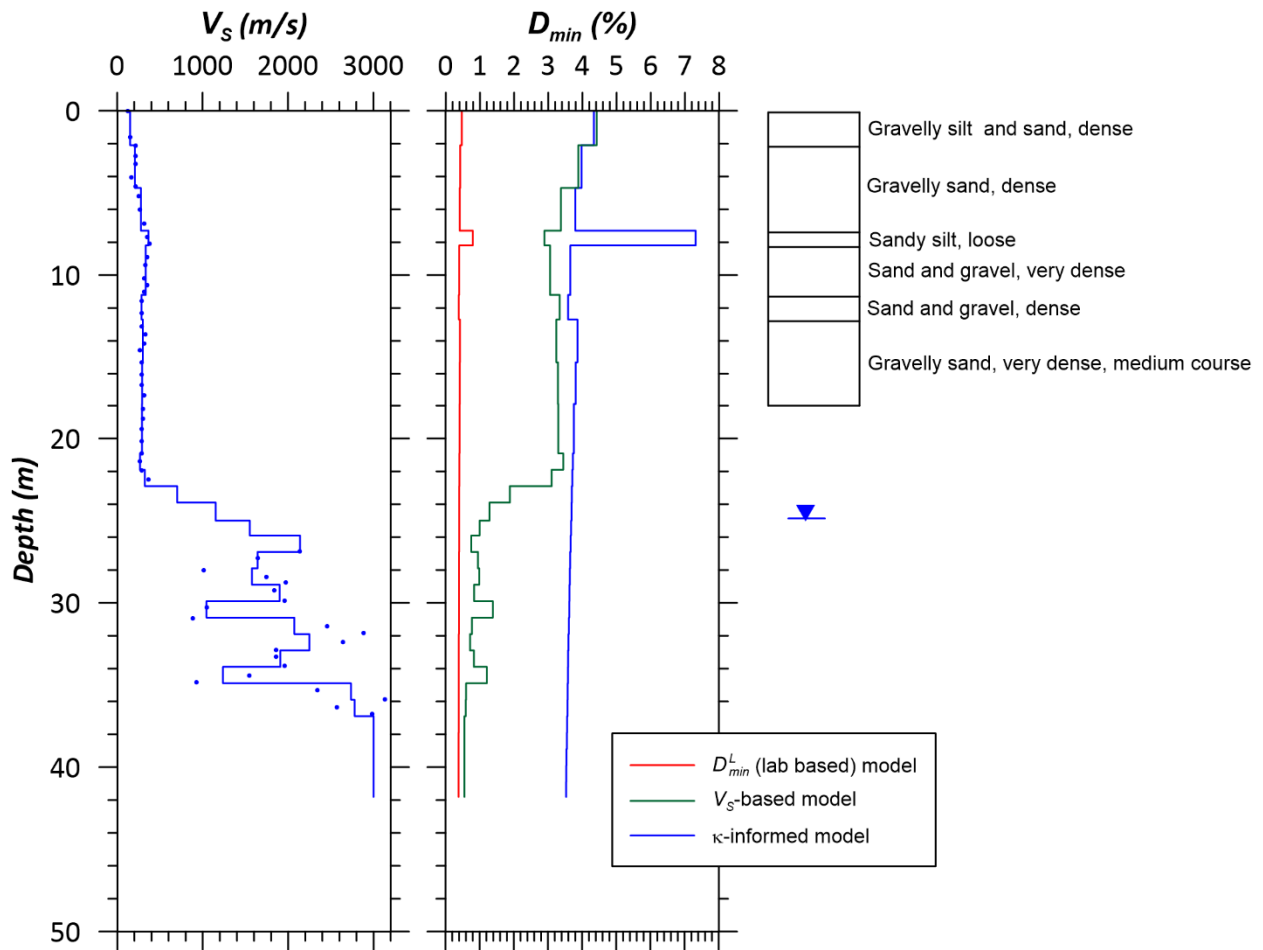 V_S (m/s)
D_min (%)
0 1000 2000 3000
0 1 2 3 4 5 6 7 8
0
10
20
30
40
50
Depth (m)
Gravelly silt and sand, dense
Gravelly sand, dense
Sandy silt, loose
Sand and gravel, very dense
Sand and gravel, dense
Gravelly sand, very dense, medium course
D^L_min (lab based) model
V_S-based model
κ-informed model